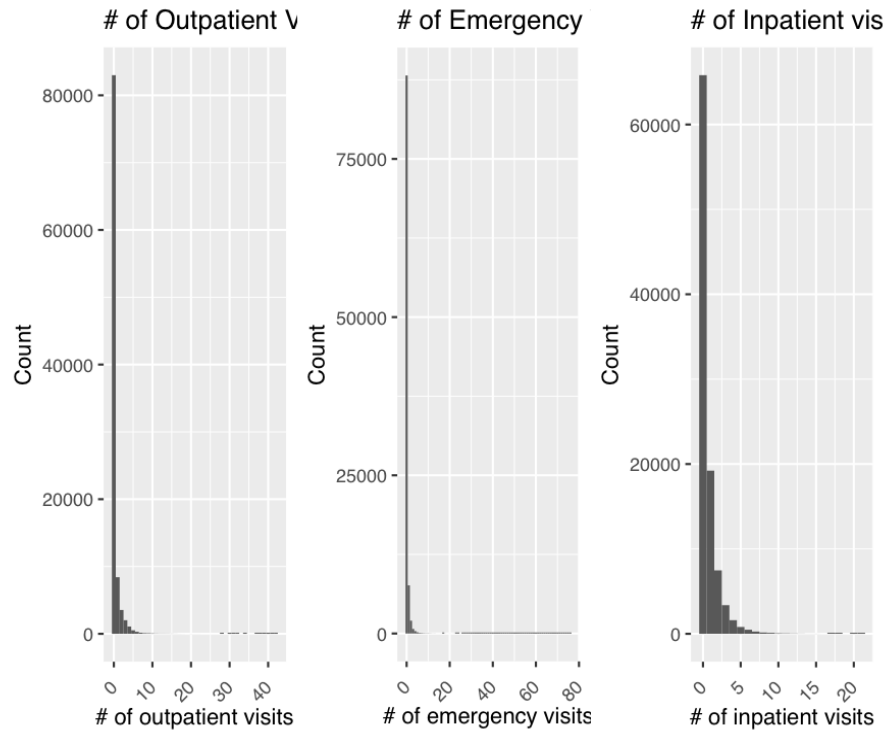 # of Outpatient V
Count
80000
60000
40000
20000
0
0 10 20 30 40
# of outpatient visits
# of Emergency
Count
75000
50000
25000
0
0 20 40 60 80
# of emergency visits
# of Inpatient vis
Count
60000
40000
20000
0
0 5 10 15 20
# of inpatient visits